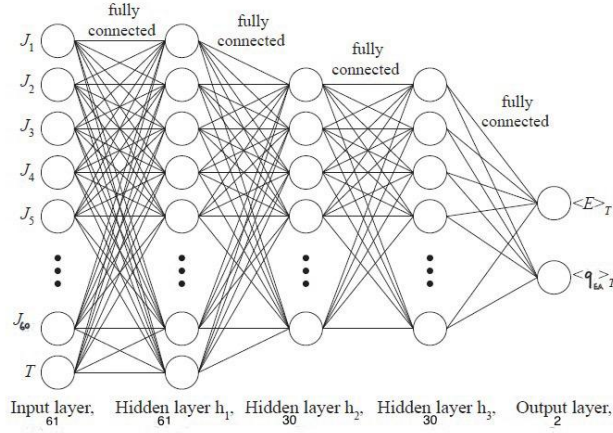 fully
connected
fully
connected
fully
connected
fully
connected
J1
J2
J3
J4
J5
J60
T
<E>T
<qEA>T
Input layer,
61
Hidden layer h1,
61
Hidden layer h2,
30
Hidden layer h3,
30
Output layer,
2